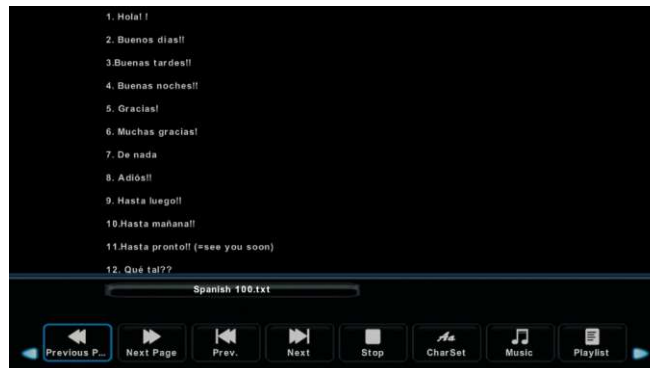 1. Hola! !
2. Buenos días!!
3.Buenas tardes!!
4. Buenas noches!!
5. Gracias!
6. Muchas gracias!
7. De nada
8. Adiós!!
9. Hasta luego!!
10.Hasta mañana!!
11.Hasta pronto!! (=see you soon)
12. Qué tal??
Spanish 100.txt
Previous P... Next Page Prev. Next Stop CharSet Music Playlist